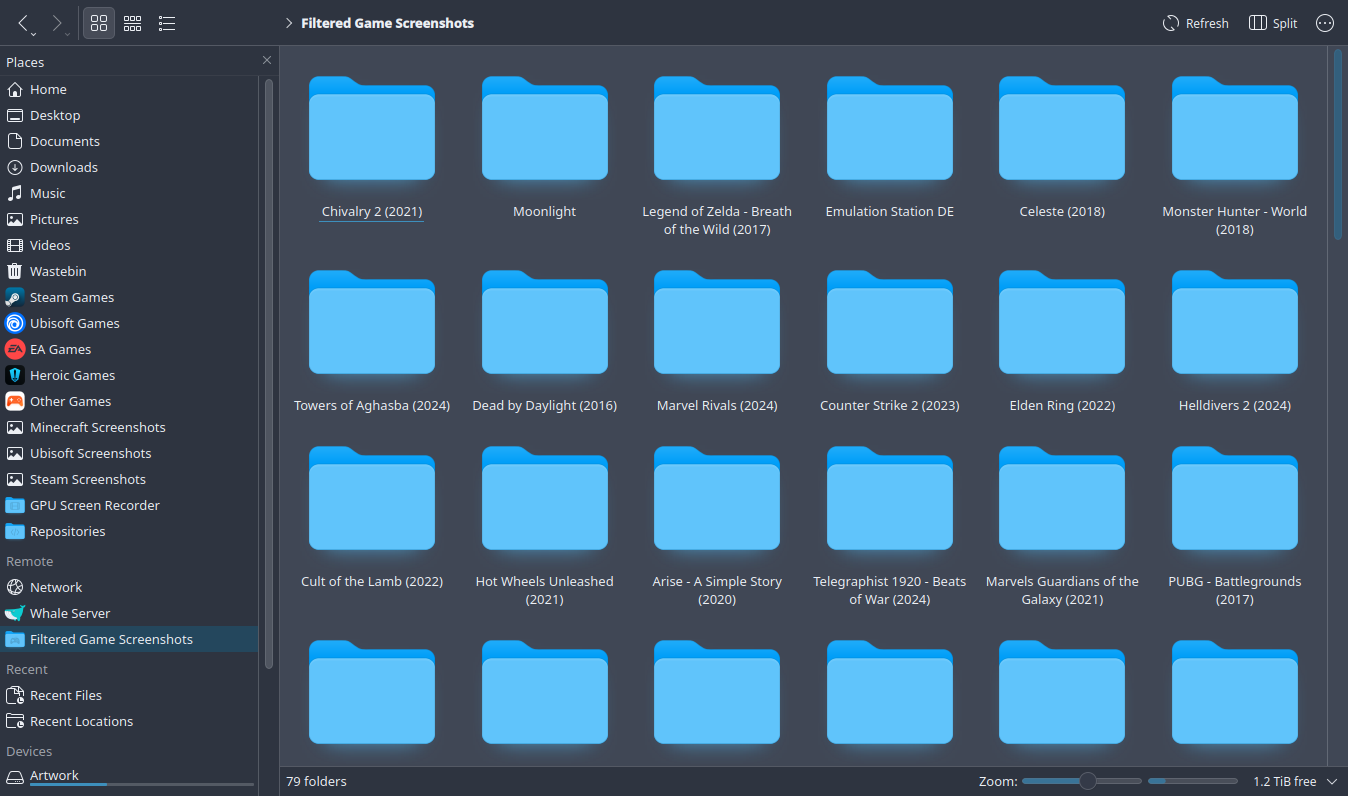 Filtered Game Screenshots
Refresh
Split
Places
Home
Desktop
Documents
Downloads
Music
Pictures
Videos
Wastebin
Steam Games
Ubisoft Games
EA Games
Heroic Games
Other Games
Minecraft Screenshots
Ubisoft Screenshots
Steam Screenshots
GPU Screen Recorder
Repositories
Remote
Network
Whale Server
Filtered Game Screenshots
Recent
Recent Files
Recent Locations
Devices
Artwork
Chivalry 2 (2021)
Moonlight
Legend of Zelda - Breath
of the Wild (2017)
Emulation Station DE
Celeste (2018)
Monster Hunter - World
(2018)
Towers of Aghasba (2024)
Dead by Daylight (2016)
Marvel Rivals (2024)
Counter Strike 2 (2023)
Elden Ring (2022)
Helldivers 2 (2024)
Cult of the Lamb (2022)
Hot Wheels Unleashed
(2021)
Arise - A Simple Story
(2020)
Telegraphist 1920 - Beats
of War (2024)
Marvels Guardians of the
Galaxy (2021)
PUBG - Battlegrounds
(2017)
79 folders
Zoom:
1.2 TiB free